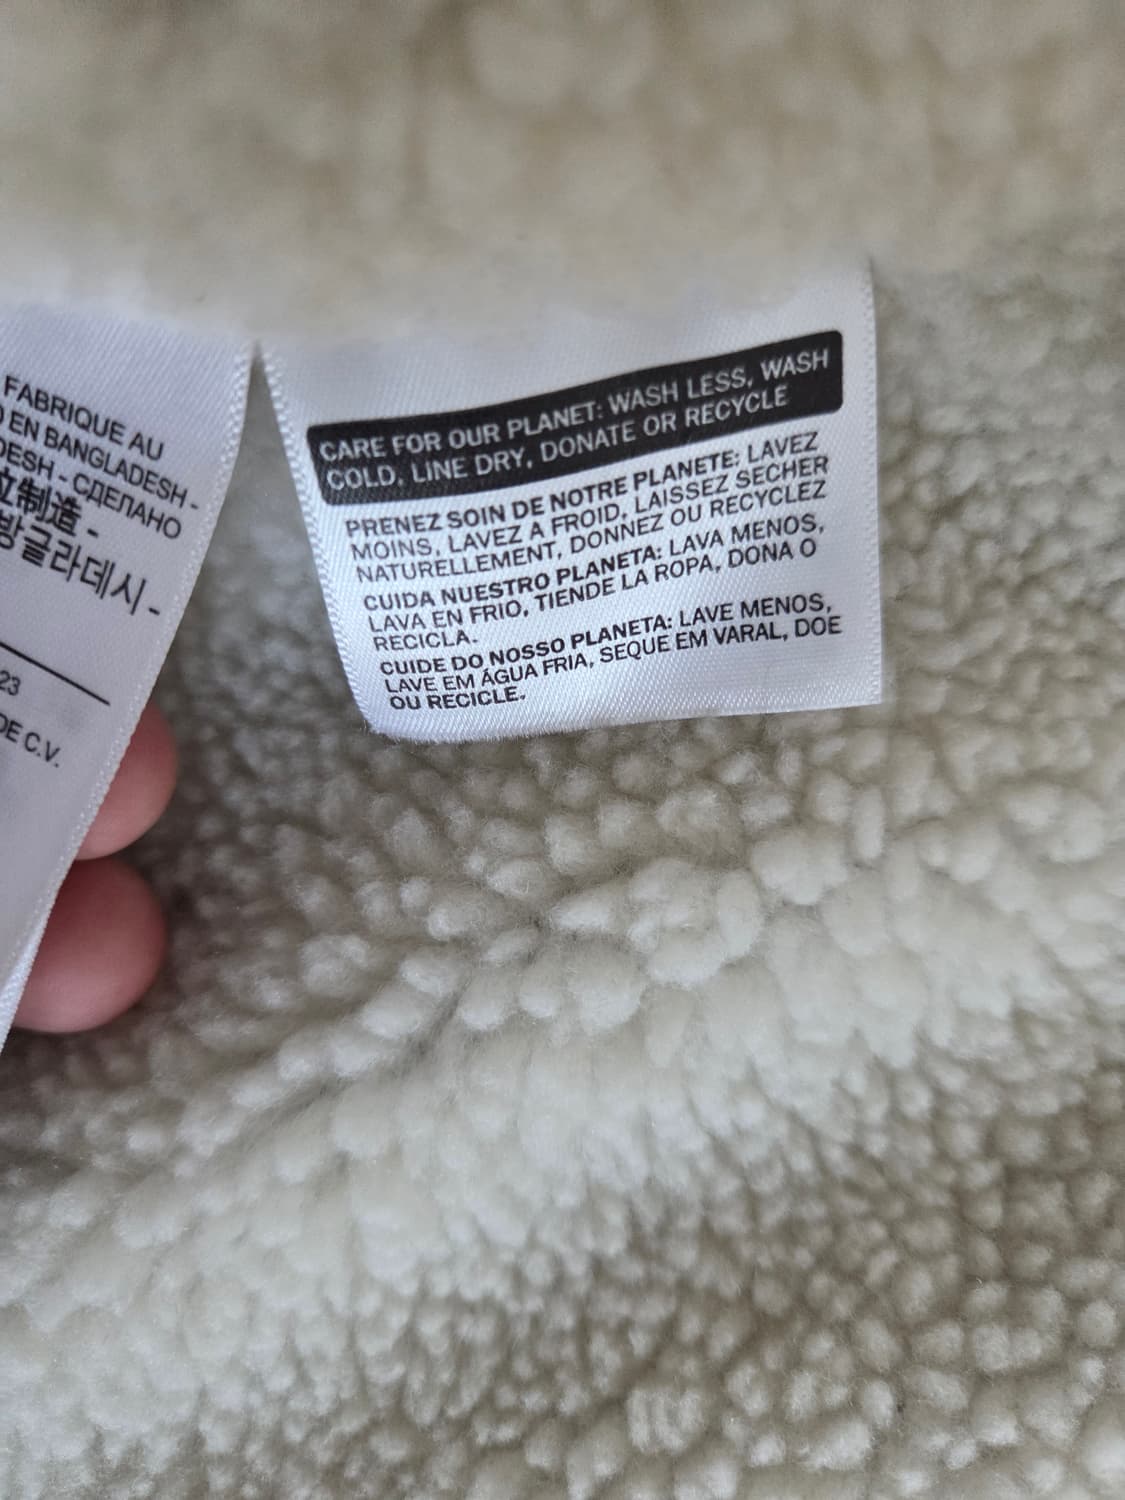 FABRIQUE AU
EN BANGLADESH -
DESH - СДЕЛАНО
制造 -
방글라데시 -
23
DE C.V.
CARE FOR OUR PLANET: WASH LESS, WASH
COLD, LINE DRY, DONATE OR RECYCLE
PRENEZ SOIN DE NOTRE PLANETE: LAVEZ
MOINS, LAVEZ A FROID, LAISSEZ SECHER
NATURELLEMENT, DONNEZ OU RECYCLEZ
CUIDA NUESTRO PLANETA: LAVA MENOS,
LAVA EN FRIO, TIENDE LA ROPA, DONA O
RECICLA.
CUIDE DO NOSSO PLANETA: LAVE MENOS,
LAVE EM ÁGUA FRIA, SEQUE EM VARAL, DOE
OU RECICLE.